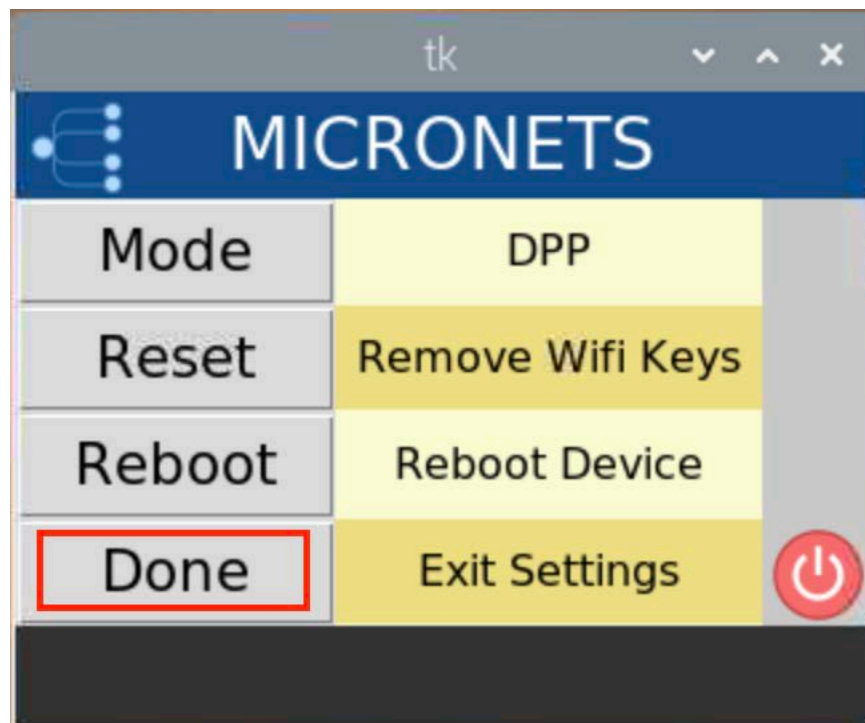 tk
MICRONETS
Mode DPP
Reset Remove Wifi Keys
Reboot Reboot Device
Done Exit Settings